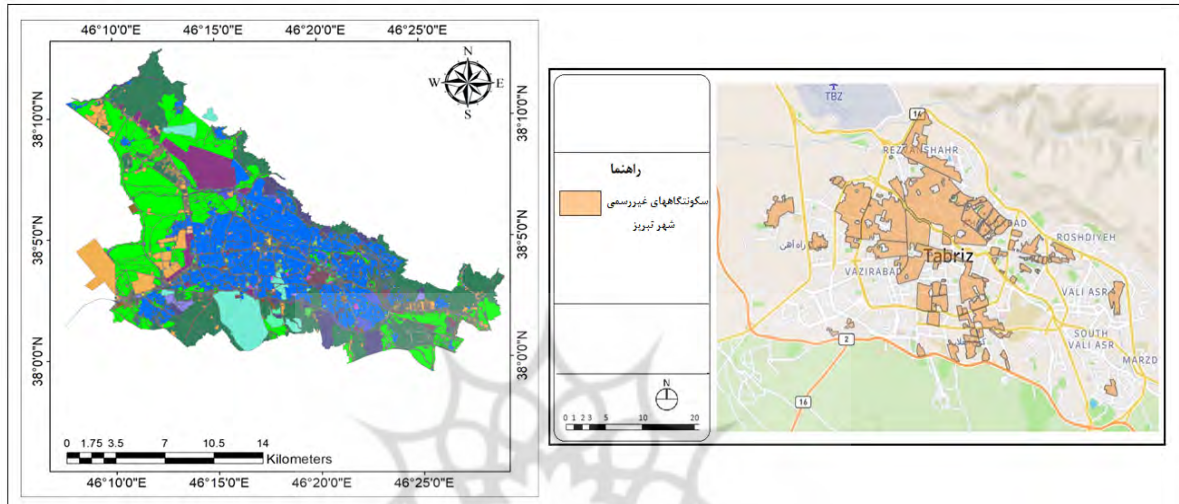 46°10'0"E 46°15'0"E 46°20'0"E 46°25'0"E
N
W E
S
38°10'0"N 38°10'0"N
38°5'0"N 38°5'0"N
38°0'0"N 38°0'0"N
0 1.75 3.5 7 10.5 14
Kilometers
46°10'0"E 46°15'0"E 46°20'0"E 46°25'0"E
راهنما
سکونتگاههای غیررسمی
شهر تبریز
N
0 1 2 3 5 10 20
TBZ
16
REZVANSHAHR
ROSHDIYEH
راه آهن
Tabriz
VAZIRABAD
VALI ASR
2
SOUTH
VALI ASR
MARZD
16